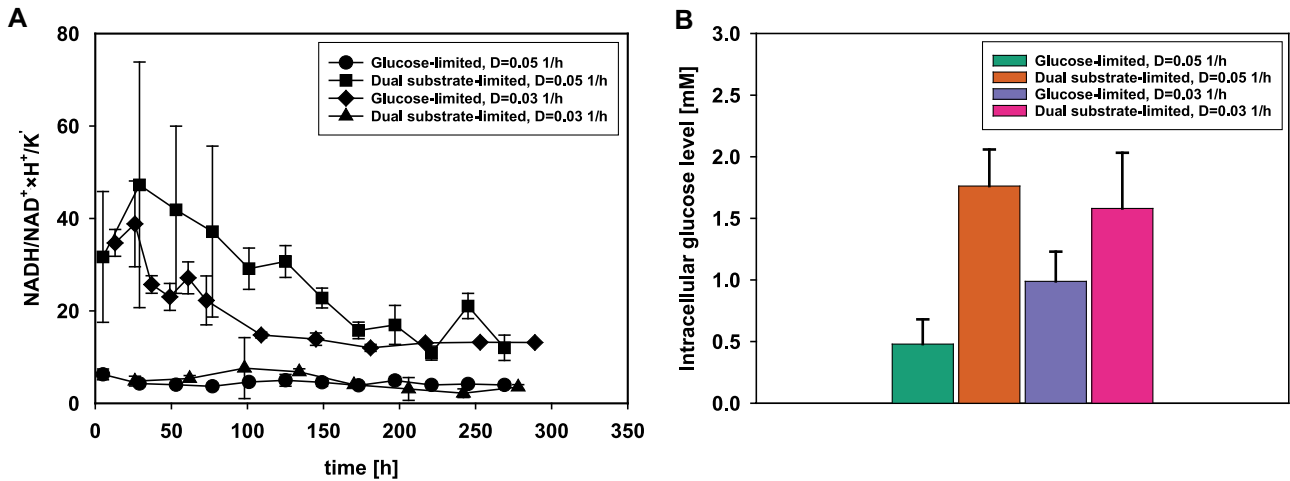 A
NADH/NAD⁺×H⁺/K'
80
60
40
20
0
0 50 100 150 200 250 300 350
time [h]
Glucose-limited, D=0.05 1/h
Dual substrate-limited, D=0.05 1/h
Glucose-limited, D=0.03 1/h
Dual substrate-limited, D=0.03 1/h
B
Intracellular glucose level [mM]
3.0
2.5
2.0
1.5
1.0
0.5
0.0
Glucose-limited, D=0.05 1/h
Dual substrate-limited, D=0.05 1/h
Glucose-limited, D=0.03 1/h
Dual substrate-limited, D=0.03 1/h